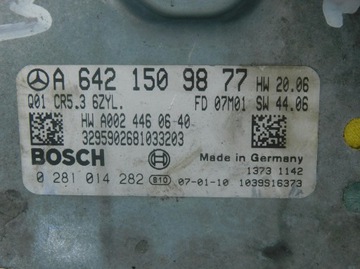 A 642 150 98 77 HW 20.06
Q01 CR5.3 6ZYL. FD 07M01 SW 44.06
HW A002 446 06 40
3295902681033203
BOSCH
Made in Germany
1373 1142
0 281 014 282 810 07-01-10 1039S16373